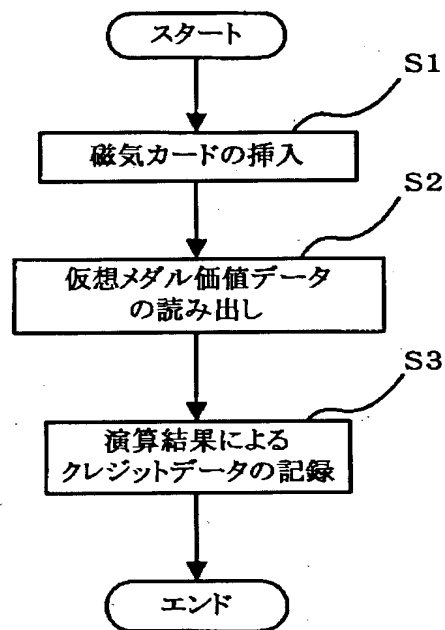 スタート
S1
磁気カードの挿入
S2
仮想メダル価値データ
の読み出し
S3
演算結果による
クレジットデータの記録
エンド